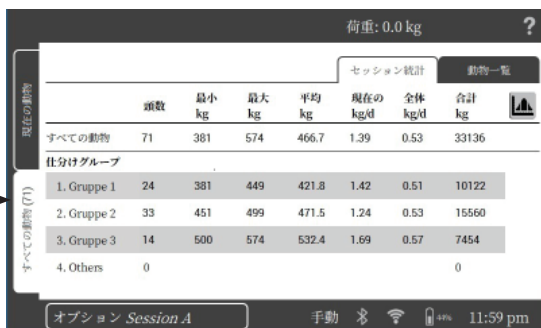 荷重: 0.0 kg ?
セッション統計 動物一覧
現在の動物
すべての動物 (71)
頭数 最小 kg 最大 kg 平均 kg 現在の kg/d 全体 kg/d 合計 kg
すべての動物 71 381 574 466.7 1.39 0.53 33136
仕分けグループ
1. Gruppe 1 24 381 449 421.8 1.42 0.51 10122
2. Gruppe 2 33 451 499 471.5 1.24 0.53 15560
3. Gruppe 3 14 500 574 532.4 1.69 0.57 7454
4. Others 0 0
オプション Session A 手動 44% 11:59 pm